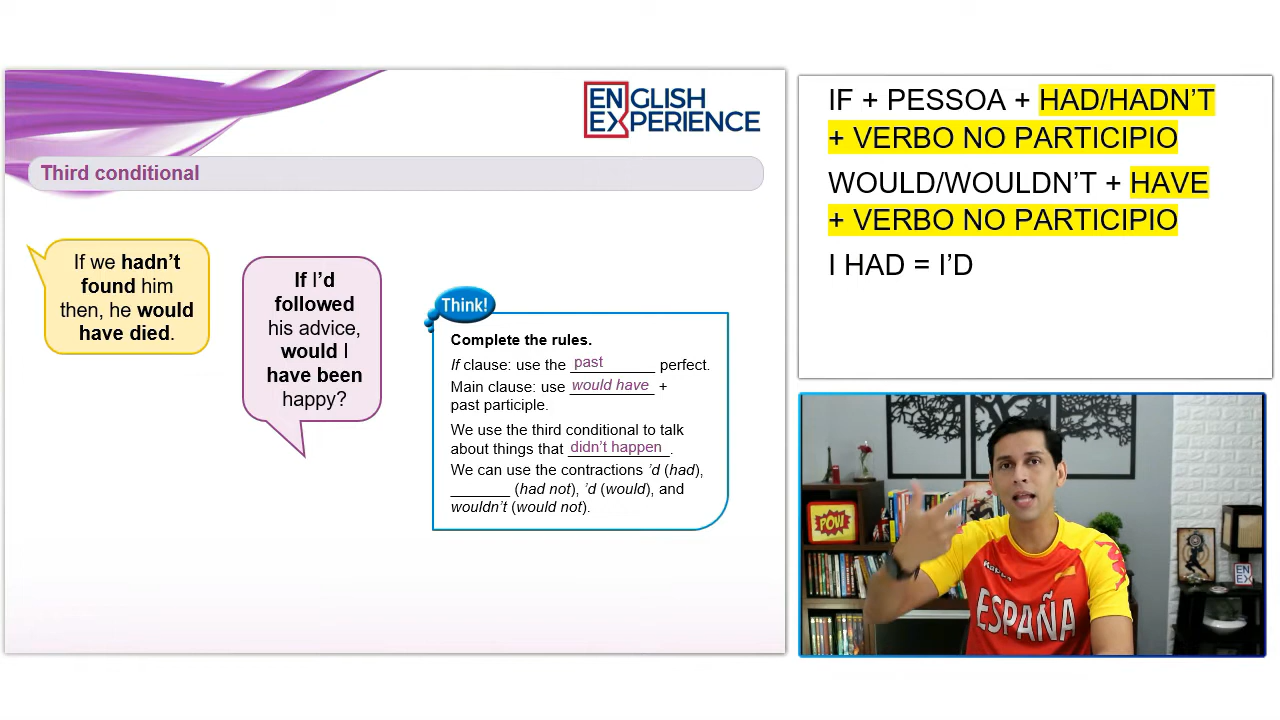 ENGLISH
EXPERIENCE
Third conditional
If we hadn't
found him
then, he would
have died.
If I'd
followed
his advice,
would I
have been
happy?
Think!
Complete the rules.
If clause: use the past perfect.
Main clause: use would have +
past participle.
We use the third conditional to talk
about things that didn't happen.
We can use the contractions 'd (had),
_______ (had not), 'd (would), and
wouldn't (would not).
IF + PESSOA + HAD/HADN'T
+ VERBO NO PARTICIPIO
WOULD/WOULDN'T + HAVE
+ VERBO NO PARTICIPIO
I HAD = I'D
POW!
Kappa
ESPAÑA
EN
EX